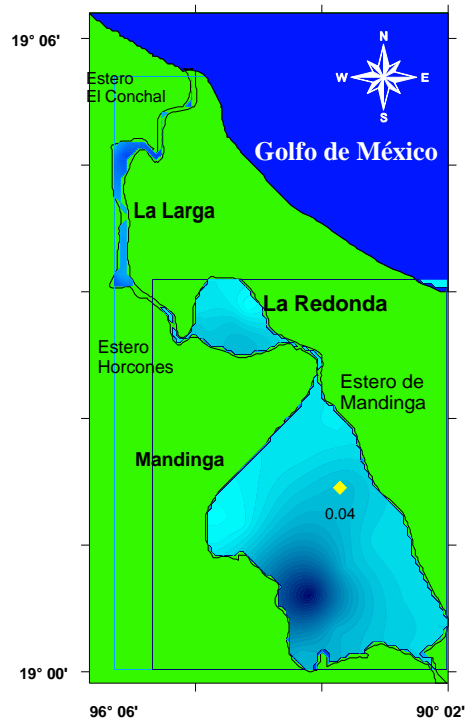 19° 06'
N
W E
S
Estero
El Conchal
Golfo de México
La Larga
La Redonda
Estero
Horcones
Estero de
Mandinga
Mandinga
0.04
19° 00'
96° 06' 90° 02'